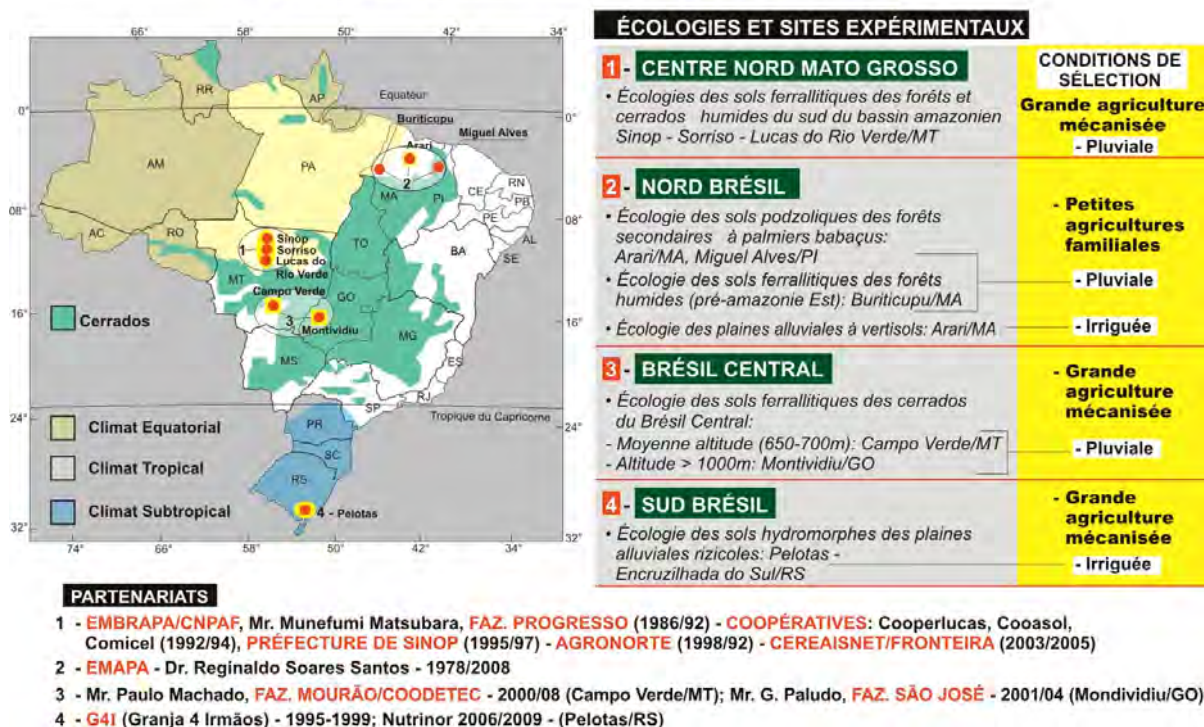 66° 58° 50° 42° 34°
RR
AP
Equateur
0°
0°
Buriticupu
Miguel Alves
Arari
AM
PA
2
MA
PI
CE
RN
PB
PE
AL
SE
08°
08°
AC
RO
1
Sinop
Sorriso
Lucas do
Rio Verde
TO
BA
MT
Campo Verde
GO
16°
16°
3
Montividiu
MG
Cerrados
MS
ES
RJ
SP
Tropique du Capricorne
24°
24°
PR
SC
RS
Climat Equatorial
Climat Tropical
Climat Subtropical
4 - Pelotas
32°
32°
74° 66° 58° 50° 42° 34°
ÉCOLOGIES ET SITES EXPÉRIMENTAUX
CONDITIONS DE
SÉLECTION
1 - CENTRE NORD MATO GROSSO
• Écologies des sols ferrallitiques des forêts et
cerrados humides du sud du bassin amazonien
Sinop - Sorriso - Lucas do Rio Verde/MT
Grande agriculture
mécanisée
- Pluviale
2 - NORD BRÉSIL
• Écologie des sols podzoliques des forêts
secondaires à palmiers babaçus:
Arari/MA, Miguel Alves/PI
• Écologie des sols ferrallitiques des forêts
humides (pré-amazonie Est): Buriticupu/MA
• Écologie des plaines alluviales à vertisols: Arari/MA
- Petites
agricultures
familiales
- Pluviale
- Irriguée
3 - BRÉSIL CENTRAL
• Écologie des sols ferrallitiques des cerrados
du Brésil Central:
- Moyenne altitude (650-700m): Campo Verde/MT
- Altitude > 1000m: Montividiu/GO
- Grande
agriculture
mécanisée
- Pluviale
4 - SUD BRÉSIL
• Écologie des sols hydromorphes des plaines
alluviales rizicoles: Pelotas -
Encruzilhada do Sul/RS
- Grande
agriculture
mécanisée
- Irriguée
PARTENARIATS
1 - EMBRAPA/CNPAF, Mr. Munefumi Matsubara, FAZ. PROGRESSO (1986/92) - COOPÉRATIVES: Cooperlucas, Cooasol,
Comicel (1992/94), PRÉFECTURE DE SINOP (1995/97) - AGRONORTE (1998/92) - CEREAISNET/FRONTEIRA (2003/2005)
2 - EMAPA - Dr. Reginaldo Soares Santos - 1978/2008
3 - Mr. Paulo Machado, FAZ. MOURÃO/COODETEC - 2000/08 (Campo Verde/MT); Mr. G. Paludo, FAZ. SÃO JOSÉ - 2001/04 (Mondividiu/GO)
4 - G4I (Granja 4 Irmãos) - 1995-1999; Nutrinor 2006/2009 - (Pelotas/RS)